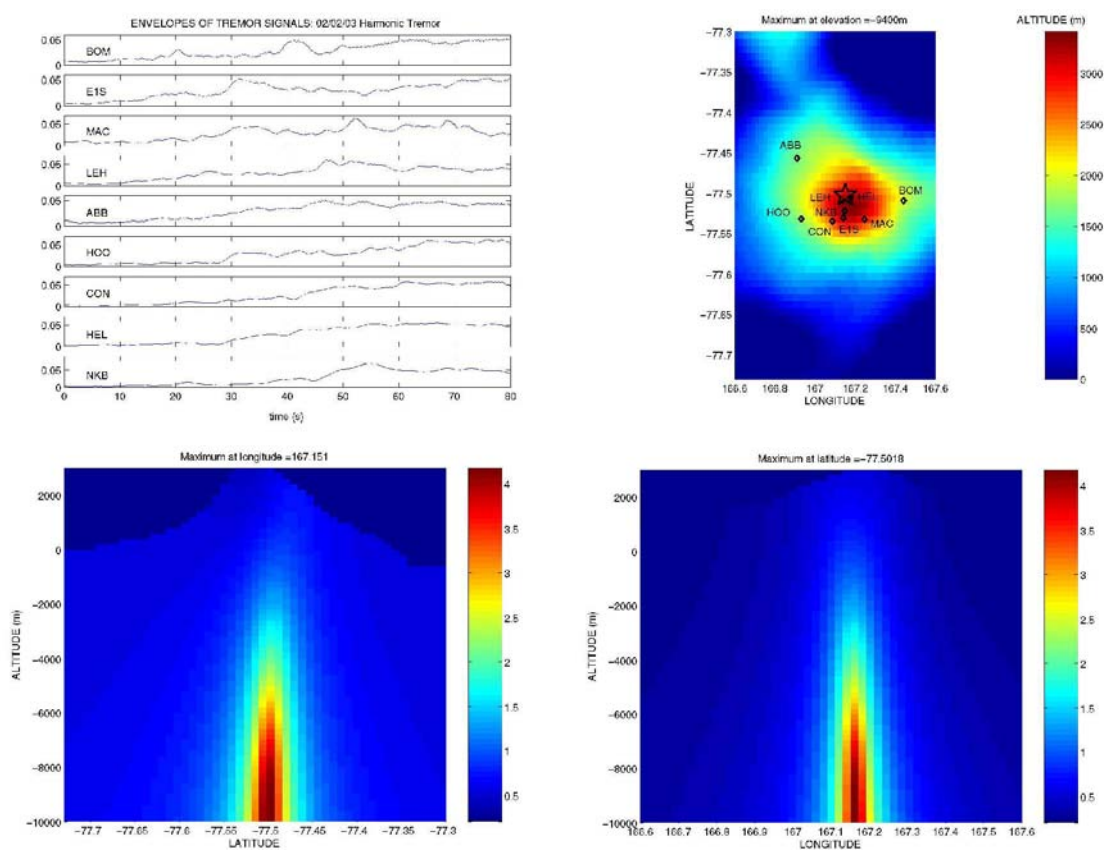 ENVELOPES OF TREMOR SIGNALS: 02/02/03 Harmonic Tremor
0.05
BOM
0
0.05
E1S
0
0.05
MAC
0
0.05
LEH
0
0.05
ABB
0
0.05
HOO
0
0.05
CON
0
0.05
HEL
0
0.05
NKB
0
0 10 20 30 40 50 60 70 80
time (s)
Maximum at elevation =-9400m
-77.3
-77.35
-77.4
-77.45
-77.5
-77.55
-77.6
-77.65
-77.7
LATITUDE
ABB
LEH HEL BOM
HOO NKB MAC
CON E1S
166.6 166.8 167 167.2 167.4 167.6
LONGITUDE
ALTITUDE (m)
3000
2500
2000
1500
1000
500
0
Maximum at longitude =167.151
2000
0
-2000
-4000
-6000
-8000
-10000
ALTITUDE (m)
-77.7 -77.65 -77.6 -77.55 -77.5 -77.45 -77.4 -77.35 -77.3
LATITUDE
4
3.5
3
2.5
2
1.5
1
0.5
Maximum at latitude =-77.5018
2000
0
-2000
-4000
-6000
-8000
-10000
ALTITUDE (m)
166.6 166.7 166.8 166.9 167 167.1 167.2 167.3 167.4 167.5 167.6
LONGITUDE
4
3.5
3
2.5
2
1.5
1
0.5